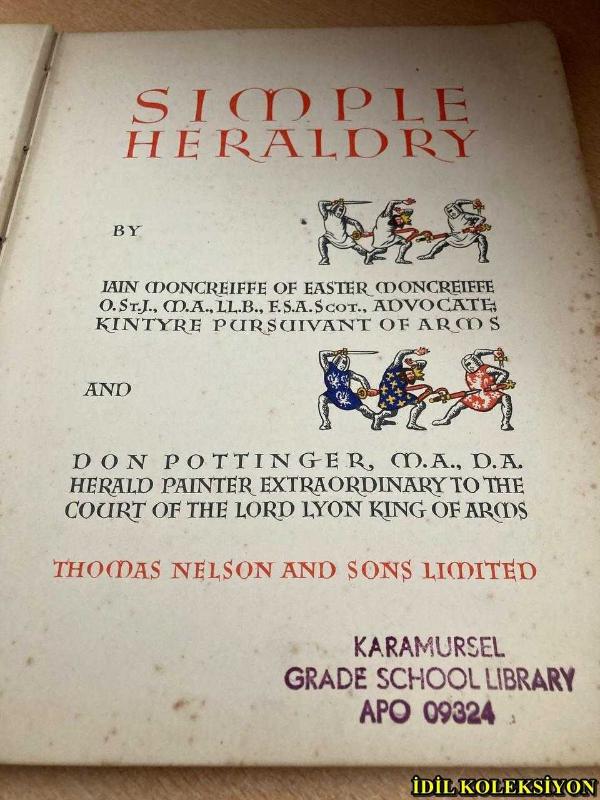 SIMPLE
HERALDRY
BY
IAIN MONCREIFFE OF EASTER MONCREIFFE
O.St.J., M.A., LL.B., F.S.A.Scot., ADVOCATE,
KINTYRE PURSUIVANT OF ARMS
AND
DON POTTINGER, M.A., D.A.
HERALD PAINTER EXTRAORDINARY TO THE
COURT OF THE LORD LYON KING OF ARMS
THOMAS NELSON AND SONS LIMITED
KARAMURSEL
GRADE SCHOOL LIBRARY
APO 09324
İDİL KOLEKSİYON